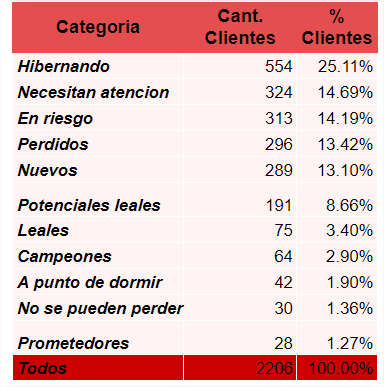 Categoria Cant. Clientes % Clientes
Hibernando 554 25.11%
Necesitan atencion 324 14.69%
En riesgo 313 14.19%
Perdidos 296 13.42%
Nuevos 289 13.10%
Potenciales leales 191 8.66%
Leales 75 3.40%
Campeones 64 2.90%
A punto de dormir 42 1.90%
No se pueden perder 30 1.36%
Prometedores 28 1.27%
Todos 2206 100.00%